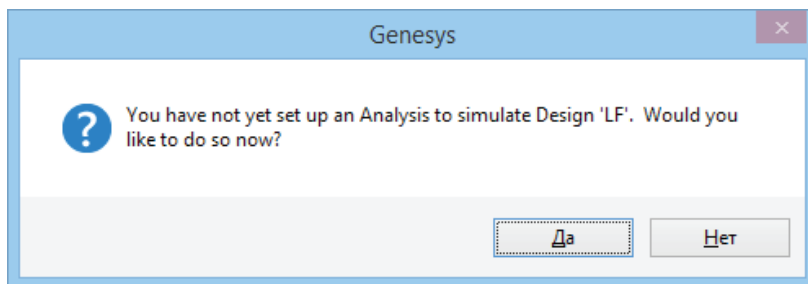 Genesys
You have not yet set up an Analysis to simulate Design 'LF'.  Would you
like to do so now?
Да
Нет